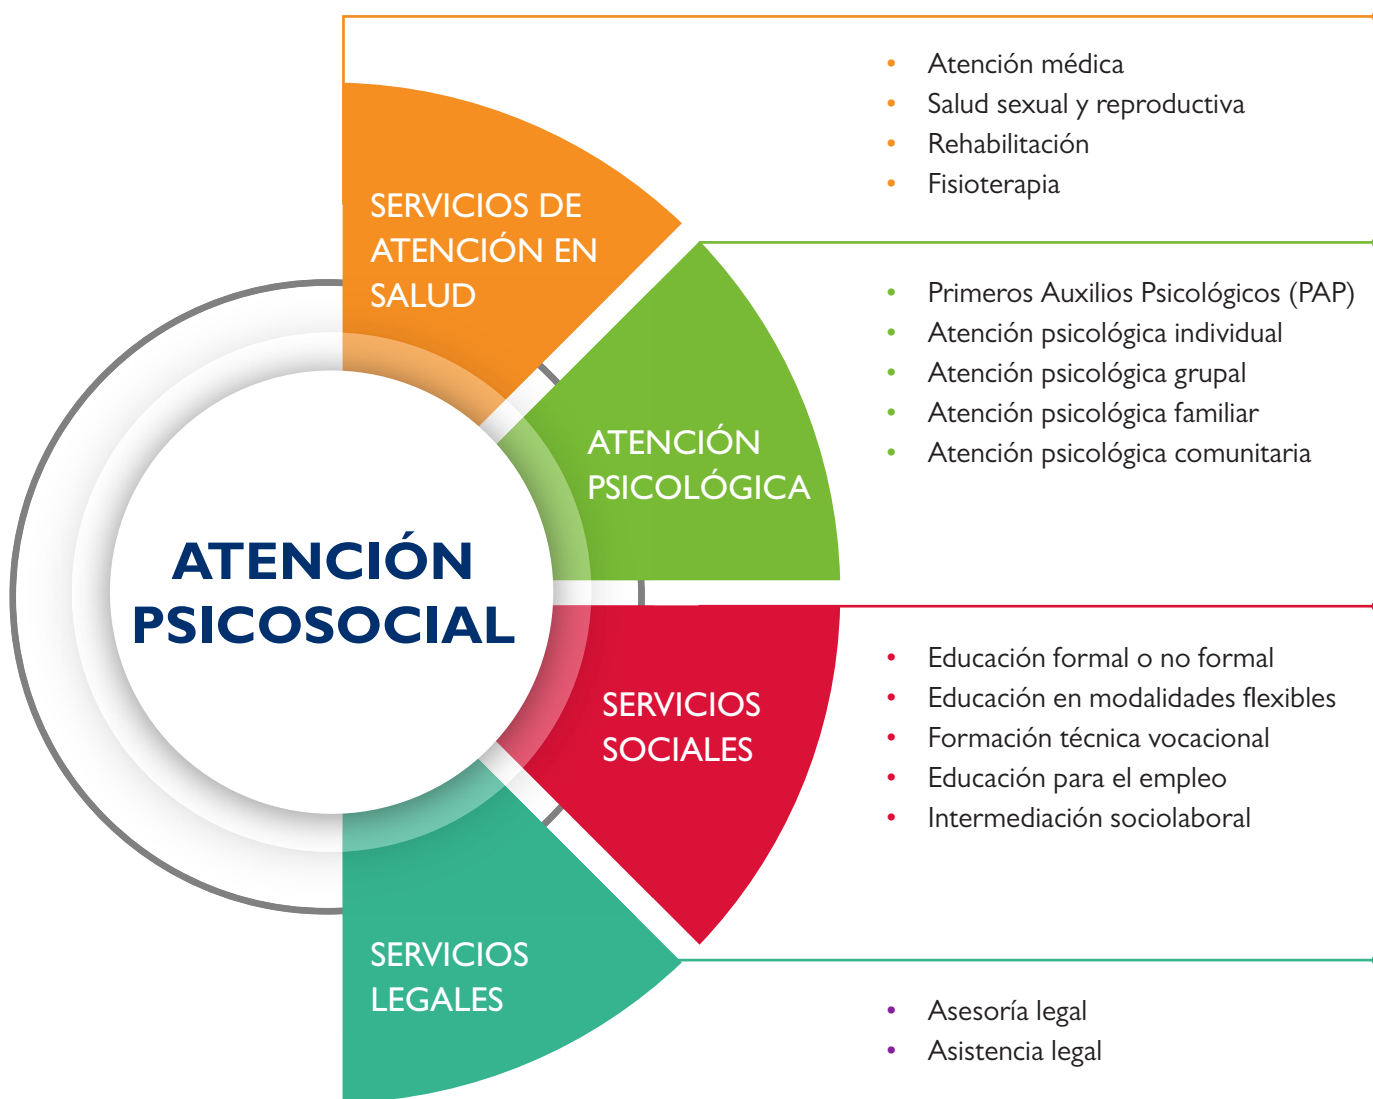 SERVICIOS DE
ATENCIÓN EN
SALUD
• Atención médica
• Salud sexual y reproductiva
• Rehabilitación
• Fisioterapia
ATENCIÓN
PSICOLÓGICA
• Primeros Auxilios Psicológicos (PAP)
• Atención psicológica individual
• Atención psicológica grupal
• Atención psicológica familiar
• Atención psicológica comunitaria
ATENCIÓN
PSICOSOCIAL
SERVICIOS
SOCIALES
• Educación formal o no formal
• Educación en modalidades flexibles
• Formación técnica vocacional
• Educación para el empleo
• Intermediación sociolaboral
SERVICIOS
LEGALES
• Asesoría legal
• Asistencia legal